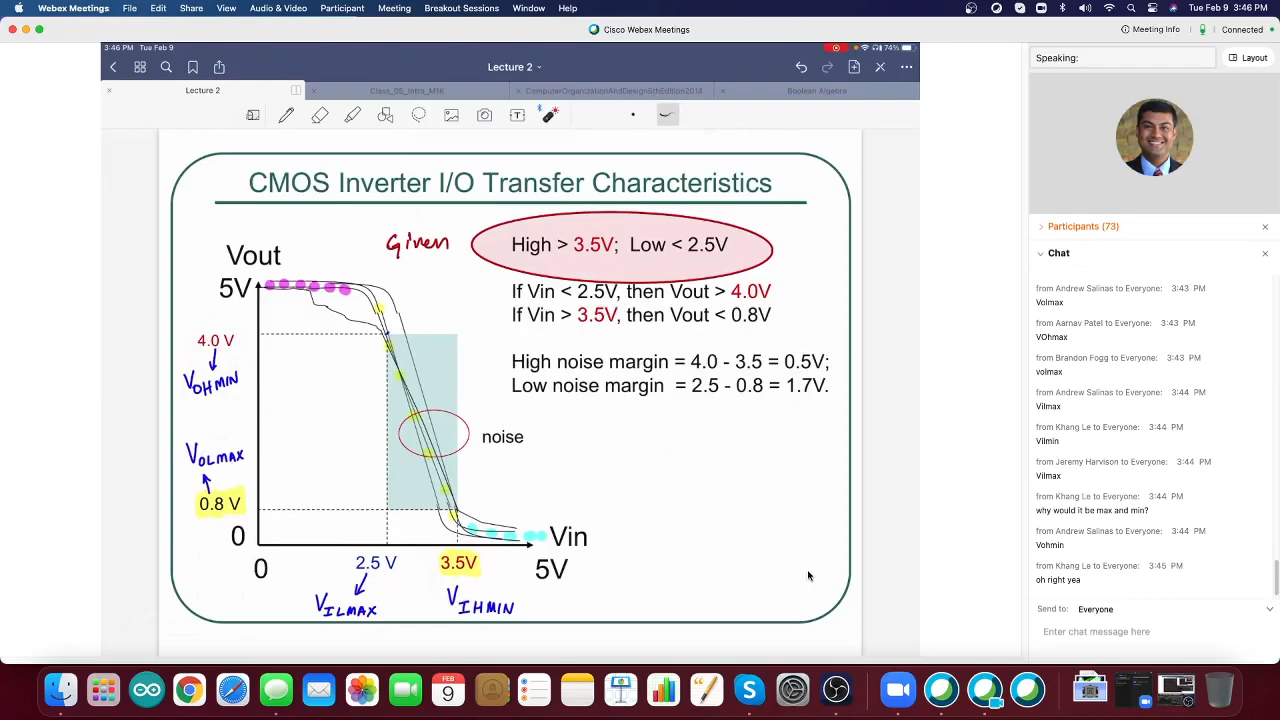 Webex Meetings File Edit Share View Audio & Video Participant Meeting Breakout Sessions Window Help Tue Feb 9 3:46 PM
Cisco Webex Meetings
Meeting Info Connected
3:46 PM Tue Feb 9
74%
Lecture 2
Lecture 2 Class_05_Intra_M1K ComputerOrganizationAndDesign5thEdition2014 Boolean Algebra
CMOS Inverter I/O Transfer Characteristics
Given
High > 3.5V; Low < 2.5V
If Vin < 2.5V, then Vout > 4.0V
If Vin > 3.5V, then Vout < 0.8V
High noise margin = 4.0 - 3.5 = 0.5V;
Low noise margin = 2.5 - 0.8 = 1.7V.
Vout
5V
4.0 V
VOHMIN
noise
VOLMAX
0.8 V
0
Vin
0
2.5 V
3.5V
5V
VILMAX
VIHMIN
Speaking:
Layout
Participants (73)
Chat
from Andrew Salinas to Everyone: 3:43 PM
Volmax
from Aarnav Patel to Everyone: 3:43 PM
VOhmin
from Brandon Fogg to Everyone: 3:43 PM
volmax
from Andrew Salinas to Everyone: 3:44 PM
Vilmax
from Khang Le to Everyone: 3:44 PM
Vilmin
from Jeremy Harvison to Everyone: 3:44 PM
Vilmax
from Khang Le to Everyone: 3:44 PM
why would it be max and min?
from Andrew Salinas to Everyone: 3:44 PM
Vohmin
from Khang Le to Everyone: 3:45 PM
oh right yea
Send to: Everyone
Enter chat message here
FEB
9